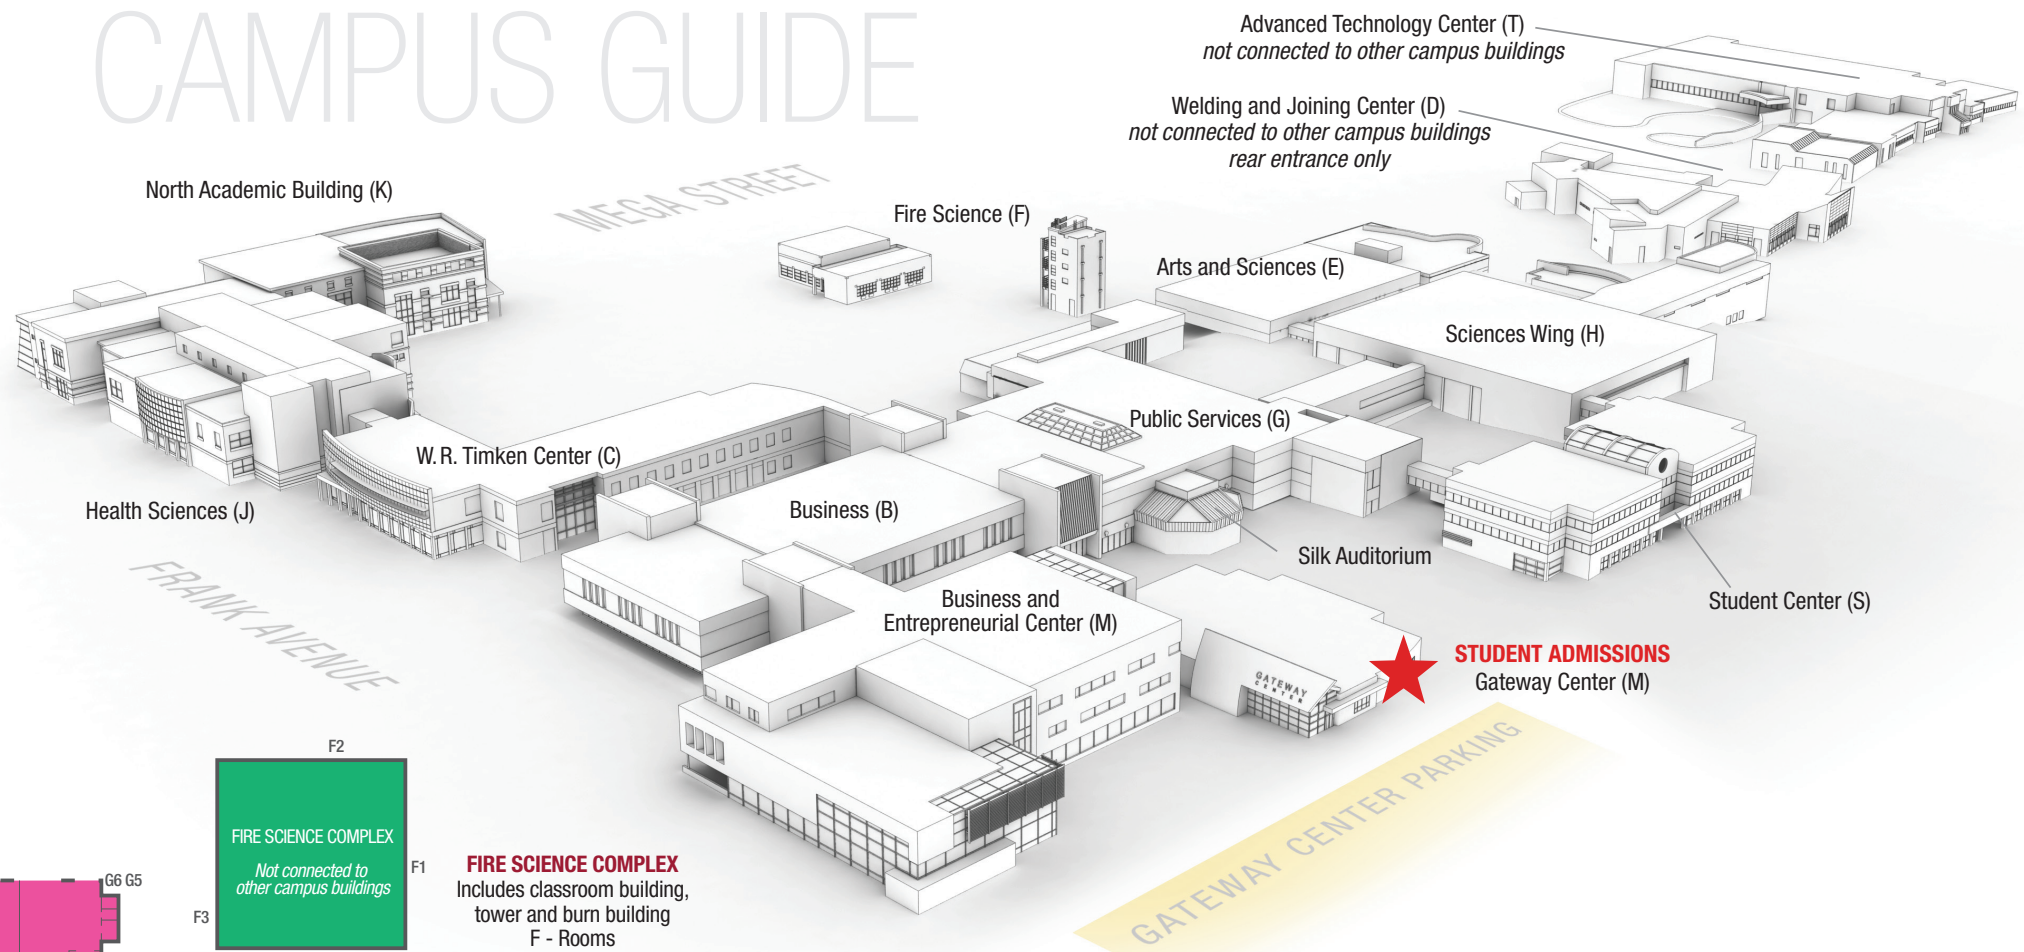 CAMPUS GUIDE
Advanced Technology Center (T)
not connected to other campus buildings
Welding and Joining Center (D)
not connected to other campus buildings
rear entrance only
North Academic Building (K)
MEGA STREET
Fire Science (F)
Arts and Sciences (E)
Sciences Wing (H)
Public Services (G)
W. R. Timken Center (C)
Health Sciences (J)
Business (B)
Silk Auditorium
Student Center (S)
FRANK AVENUE
Business and
Entrepreneurial Center (M)
GATEWAY
CENTER
STUDENT ADMISSIONS
Gateway Center (M)
GATEWAY CENTER PARKING
F2
FIRE SCIENCE COMPLEX
Not connected to
other campus buildings
F1
F3
G6 G5
FIRE SCIENCE COMPLEX
Includes classroom building,
tower and burn building
F - Rooms